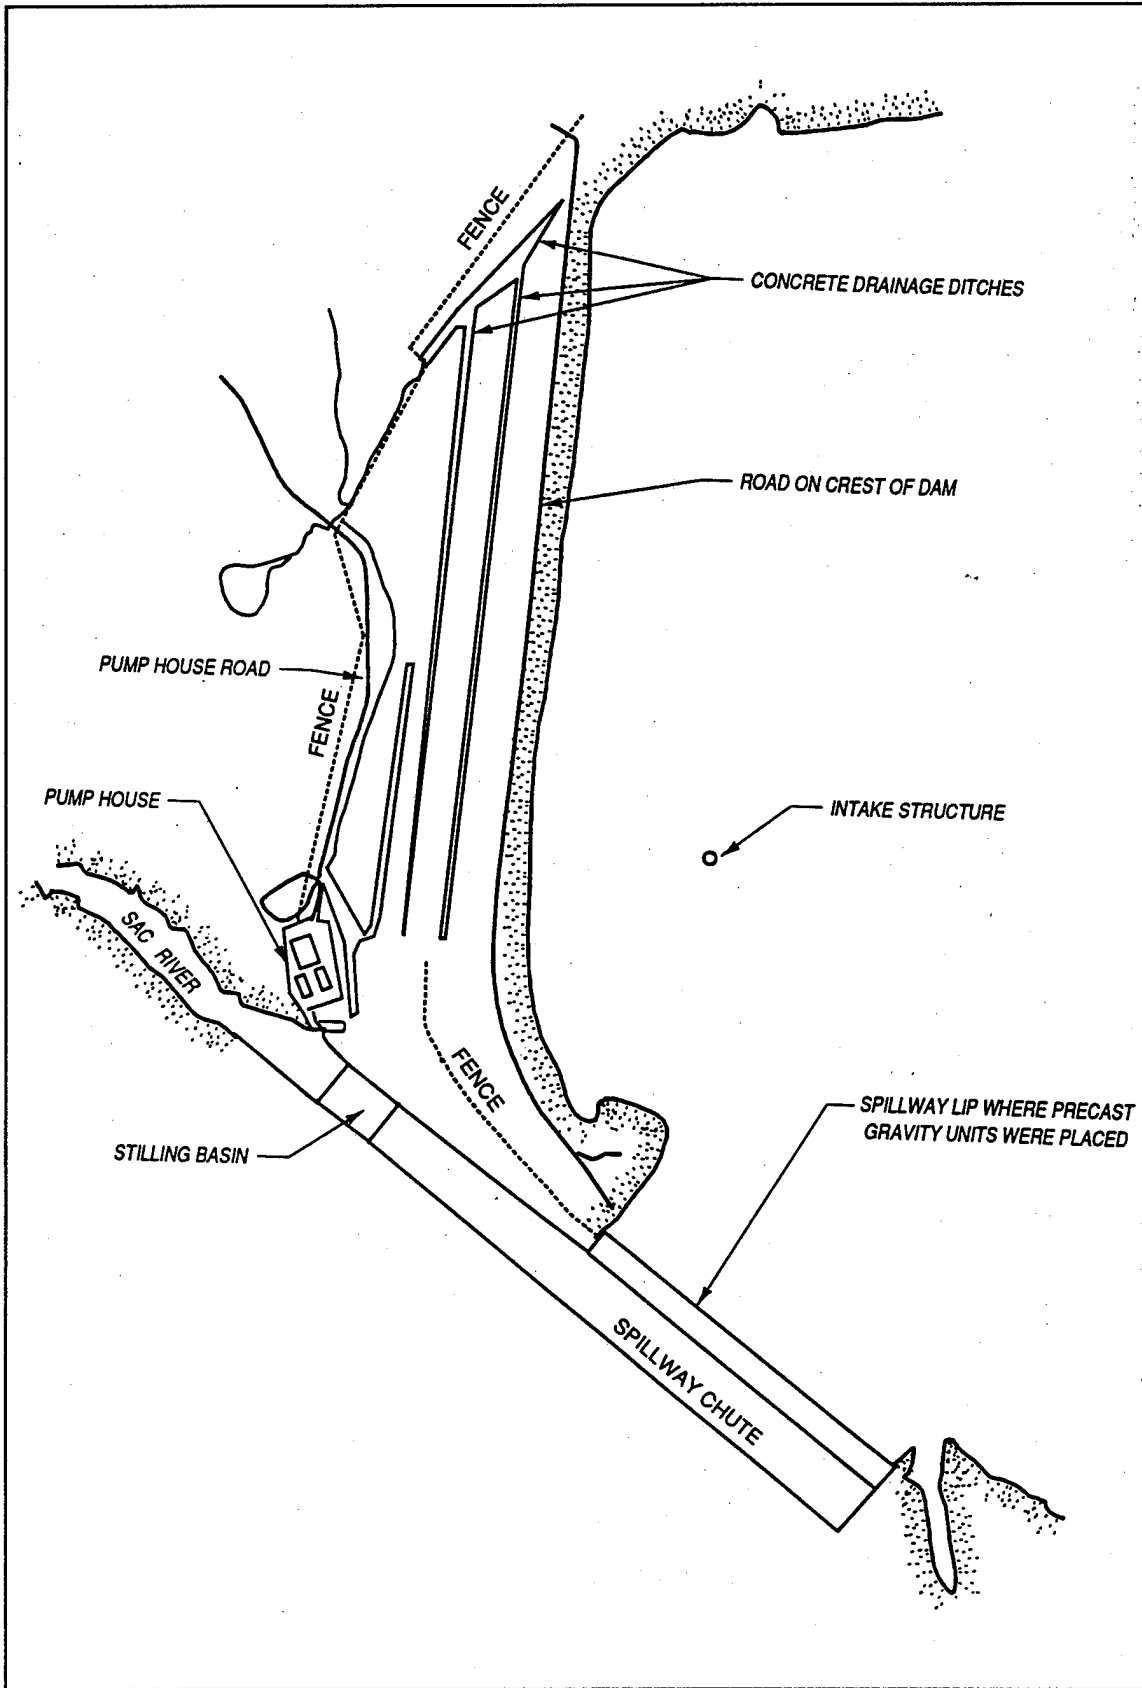 FENCE
CONCRETE DRAINAGE DITCHES
ROAD ON CREST OF DAM
PUMP HOUSE ROAD
FENCE
PUMP HOUSE
INTAKE STRUCTURE
SAC RIVER
FENCE
SPILLWAY LIP WHERE PRECAST
GRAVITY UNITS WERE PLACED
STILLING BASIN
SPILLWAY CHUTE